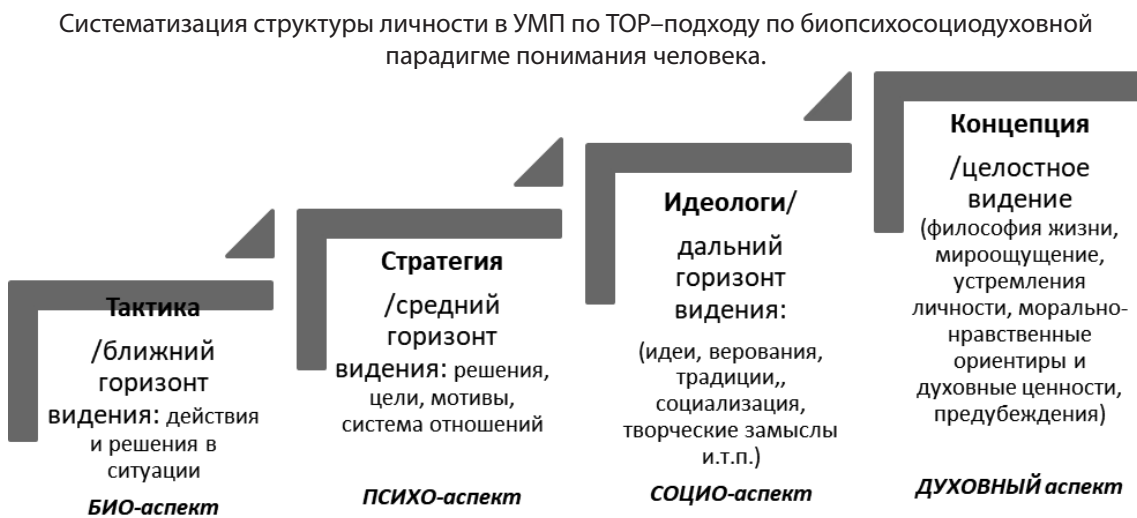 Систематизация структуры личности в УМП по ТОР–подходу по биопсихосоциодуховной
парадигме понимания человека.
Тактика
/ближний
горизонт
видения: действия
и решения в
ситуации
БИО-аспект
Стратегия
/средний
горизонт
видения: решения,
цели, мотивы,
система отношений
ПСИХО-аспект
Идеологи/
дальний
горизонт
видения:
(идеи, верования,
традиции,,
социализация,
творческие замыслы
и.т.п.)
СОЦИО-аспект
Концепция
/целостное
видение
(философия жизни,
мироощущение,
устремления
личности, морально-
нравственные
ориентиры и
духовные ценности,
предубеждения)
ДУХОВНЫЙ аспект